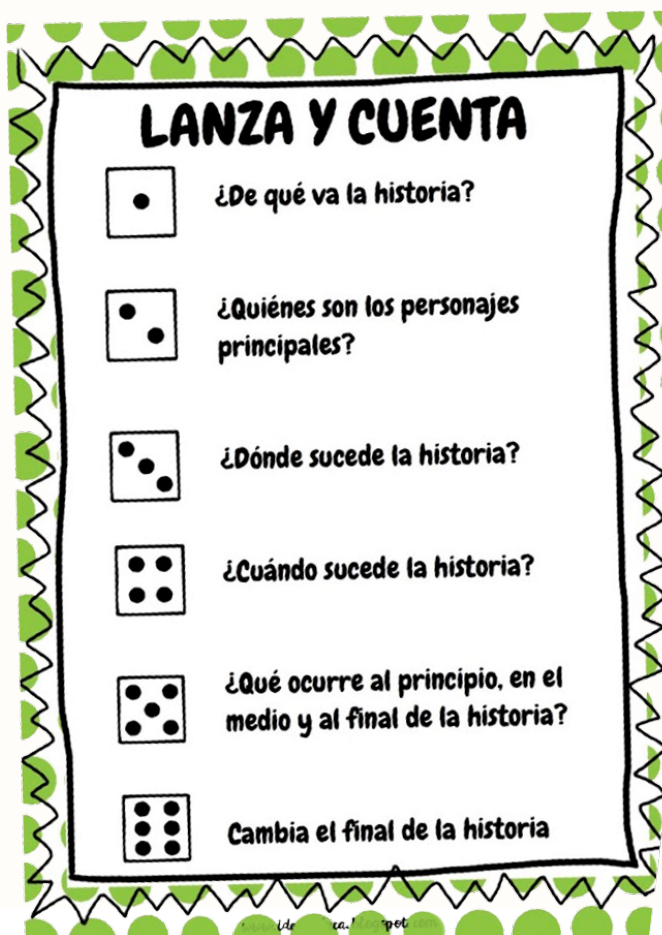 LANZA Y CUENTA
¿De qué va la historia?
¿Quiénes son los personajes
principales?
¿Dónde sucede la historia?
¿Cuándo sucede la historia?
¿Qué ocurre al principio, en el
medio y al final de la historia?
Cambia el final de la historia